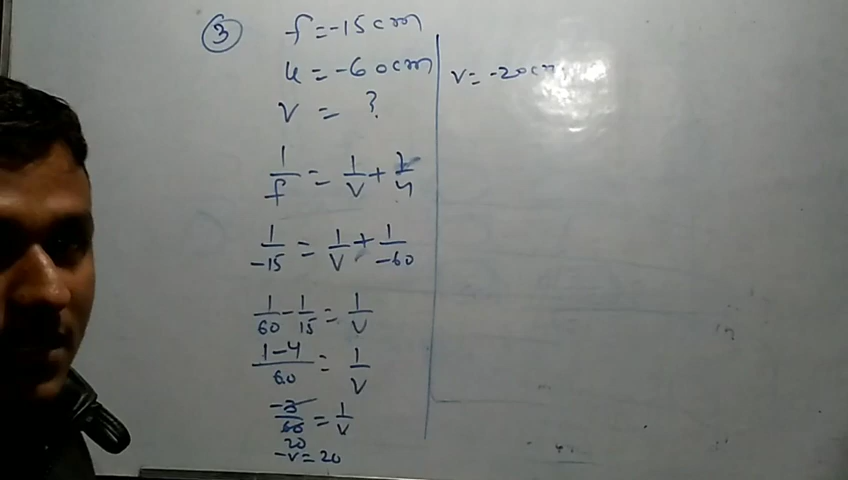 3
f = -15 cm
u = -60 cm
v = ?
1/f = 1/v + 1/u
1/-15 = 1/v + 1/-60
1/60 - 1/15 = 1/v
1-4/60 = 1/v
-3/60 = 1/v
20
-v = 20
v = -20 cm